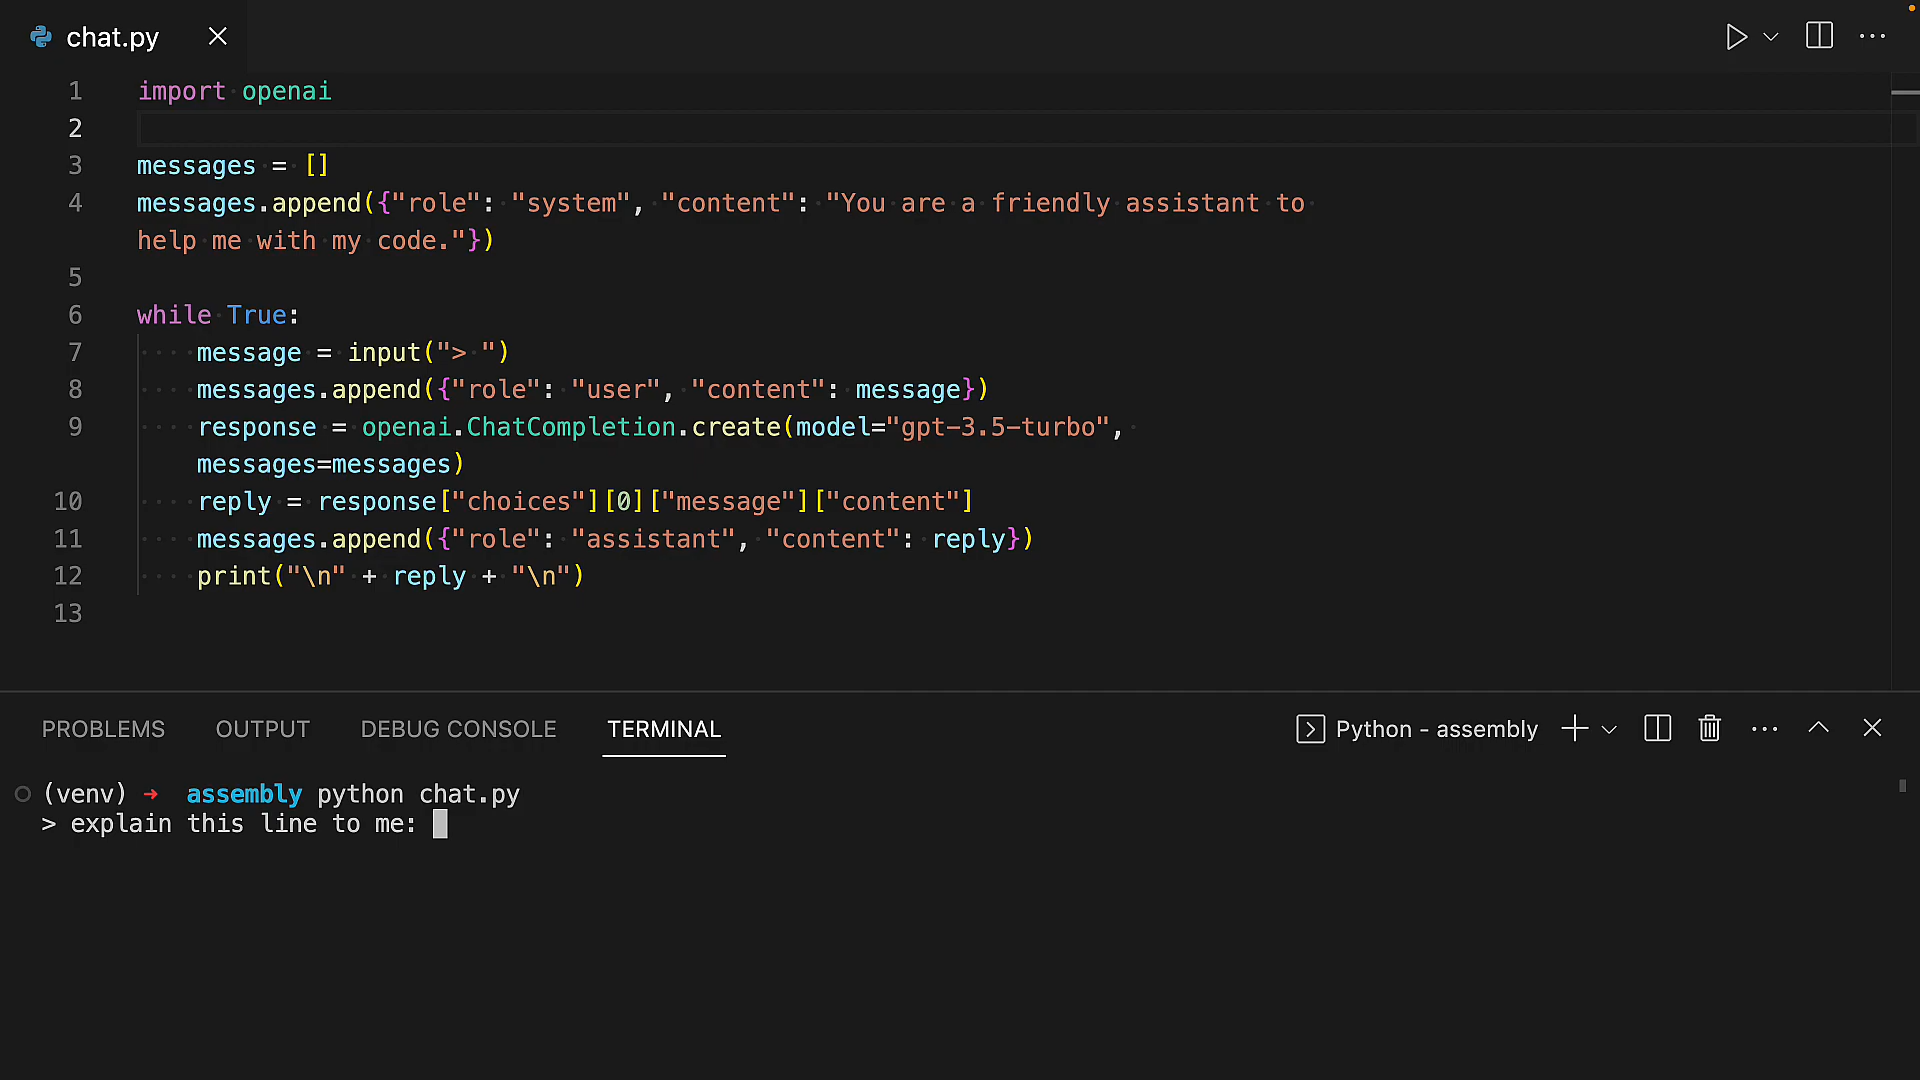 chat.py
1 import openai
2
3 messages = []
4 messages.append({"role": "system", "content": "You are a friendly assistant to
help me with my code."})
5
6 while True:
7 message = input("> ")
8 messages.append({"role": "user", "content": message})
9 response = openai.ChatCompletion.create(model="gpt-3.5-turbo",
messages=messages)
10 reply = response["choices"][0]["message"]["content"]
11 messages.append({"role": "assistant", "content": reply})
12 print("\n" + reply + "\n")
13
PROBLEMS OUTPUT DEBUG CONSOLE TERMINAL Python - assembly
(venv) ➜ assembly python chat.py
> explain this line to me: